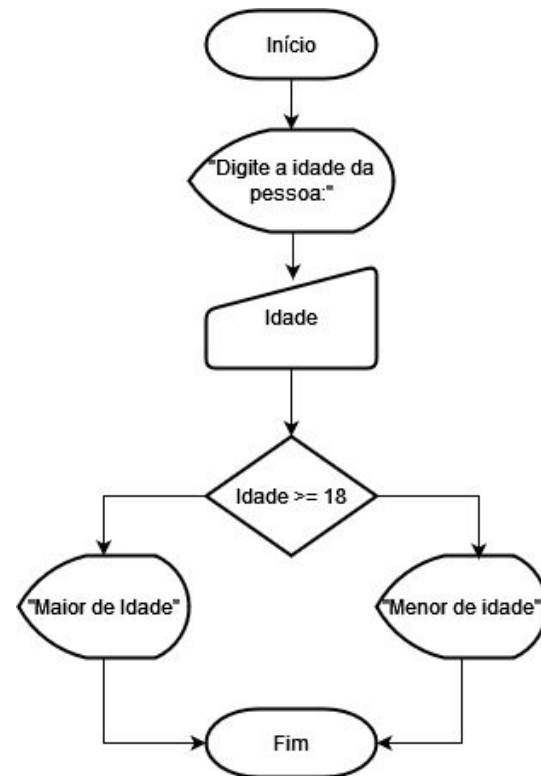 Início
"Digite a idade da
pessoa:"
Idade
Idade >= 18
"Maior de Idade"
"Menor de idade"
Fim